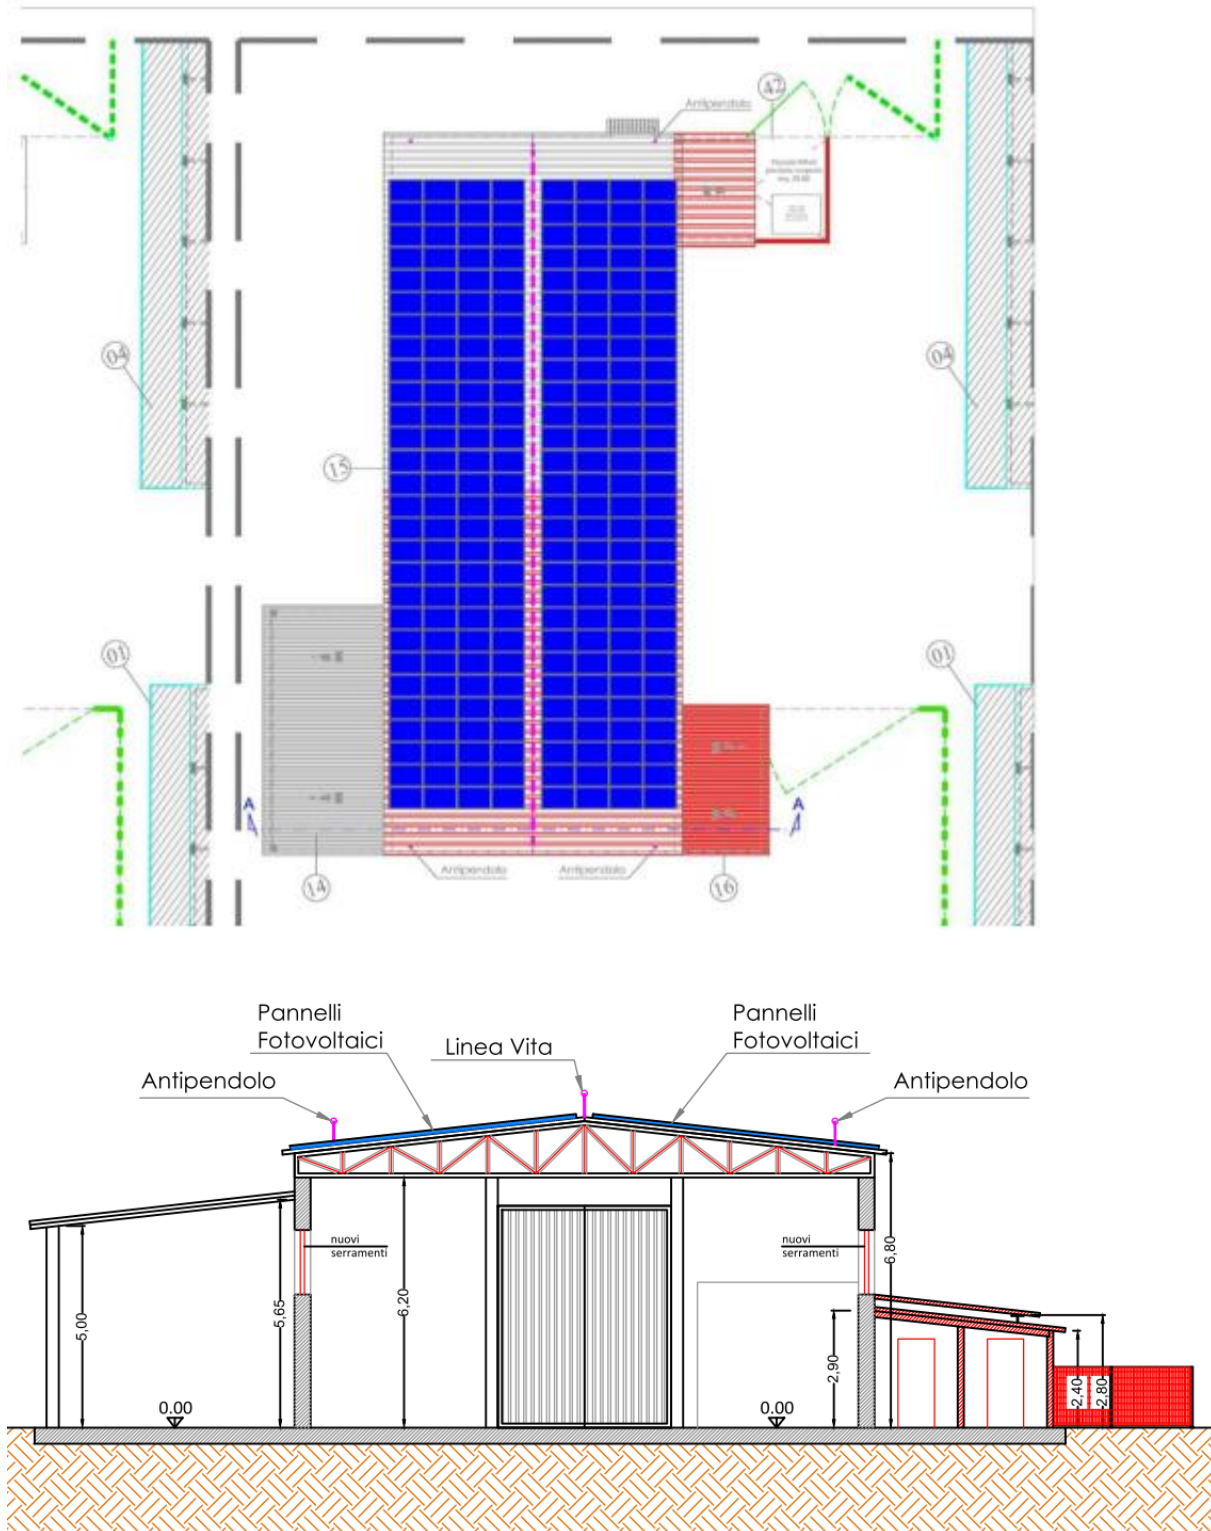 42
Antipendolo
04
04
15
01
01
A
A
14
Antipendolo
Antipendolo
16
Pannelli
Fotovoltaici
Pannelli
Fotovoltaici
Linea Vita
Antipendolo
Antipendolo
nuovi
serramenti
nuovi
serramenti
6,80
5,00
5,65
6,20
2,90
2,40
2,80
0.00
0.00